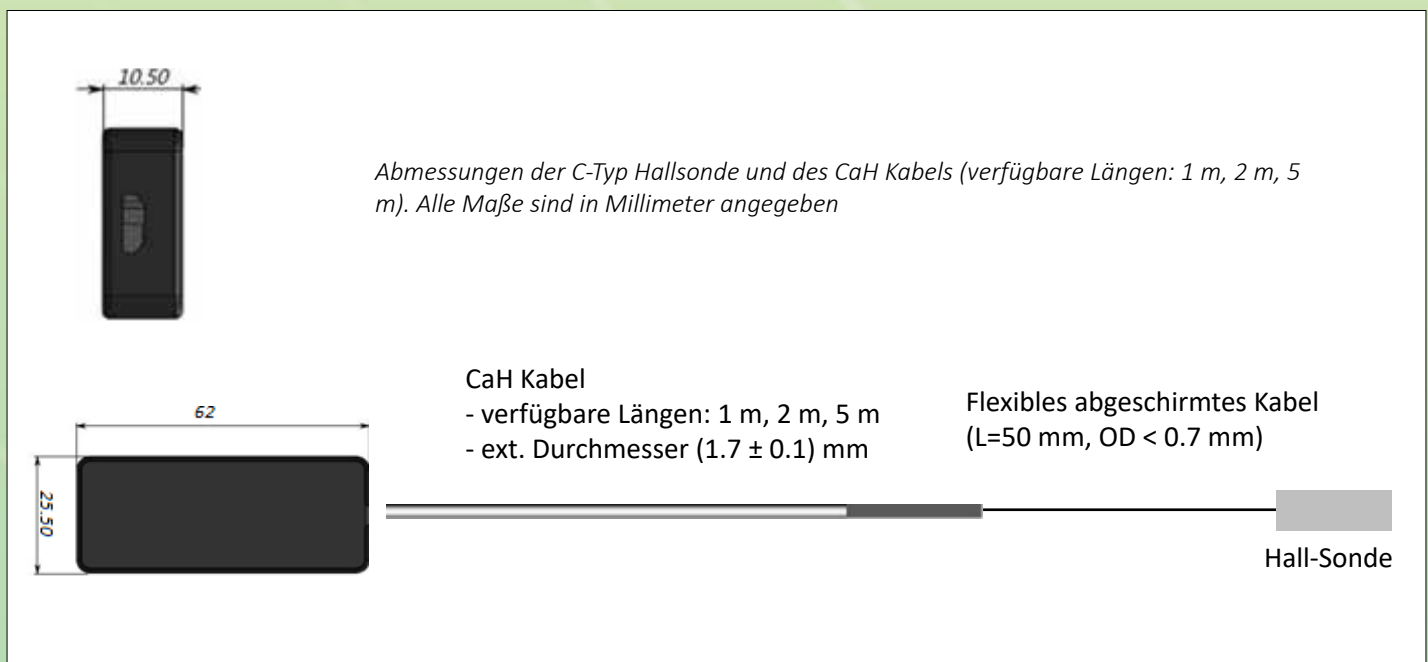 10.50
Abmessungen der C-Typ Hallsonde und des CaH Kabels (verfügbare Längen: 1 m, 2 m, 5
m). Alle Maße sind in Millimeter angegeben
CaH Kabel
- verfügbare Längen: 1 m, 2 m, 5 m
- ext. Durchmesser (1.7 ± 0.1) mm
Flexibles abgeschirmtes Kabel
(L=50 mm, OD < 0.7 mm)
62
25.50
Hall-Sonde